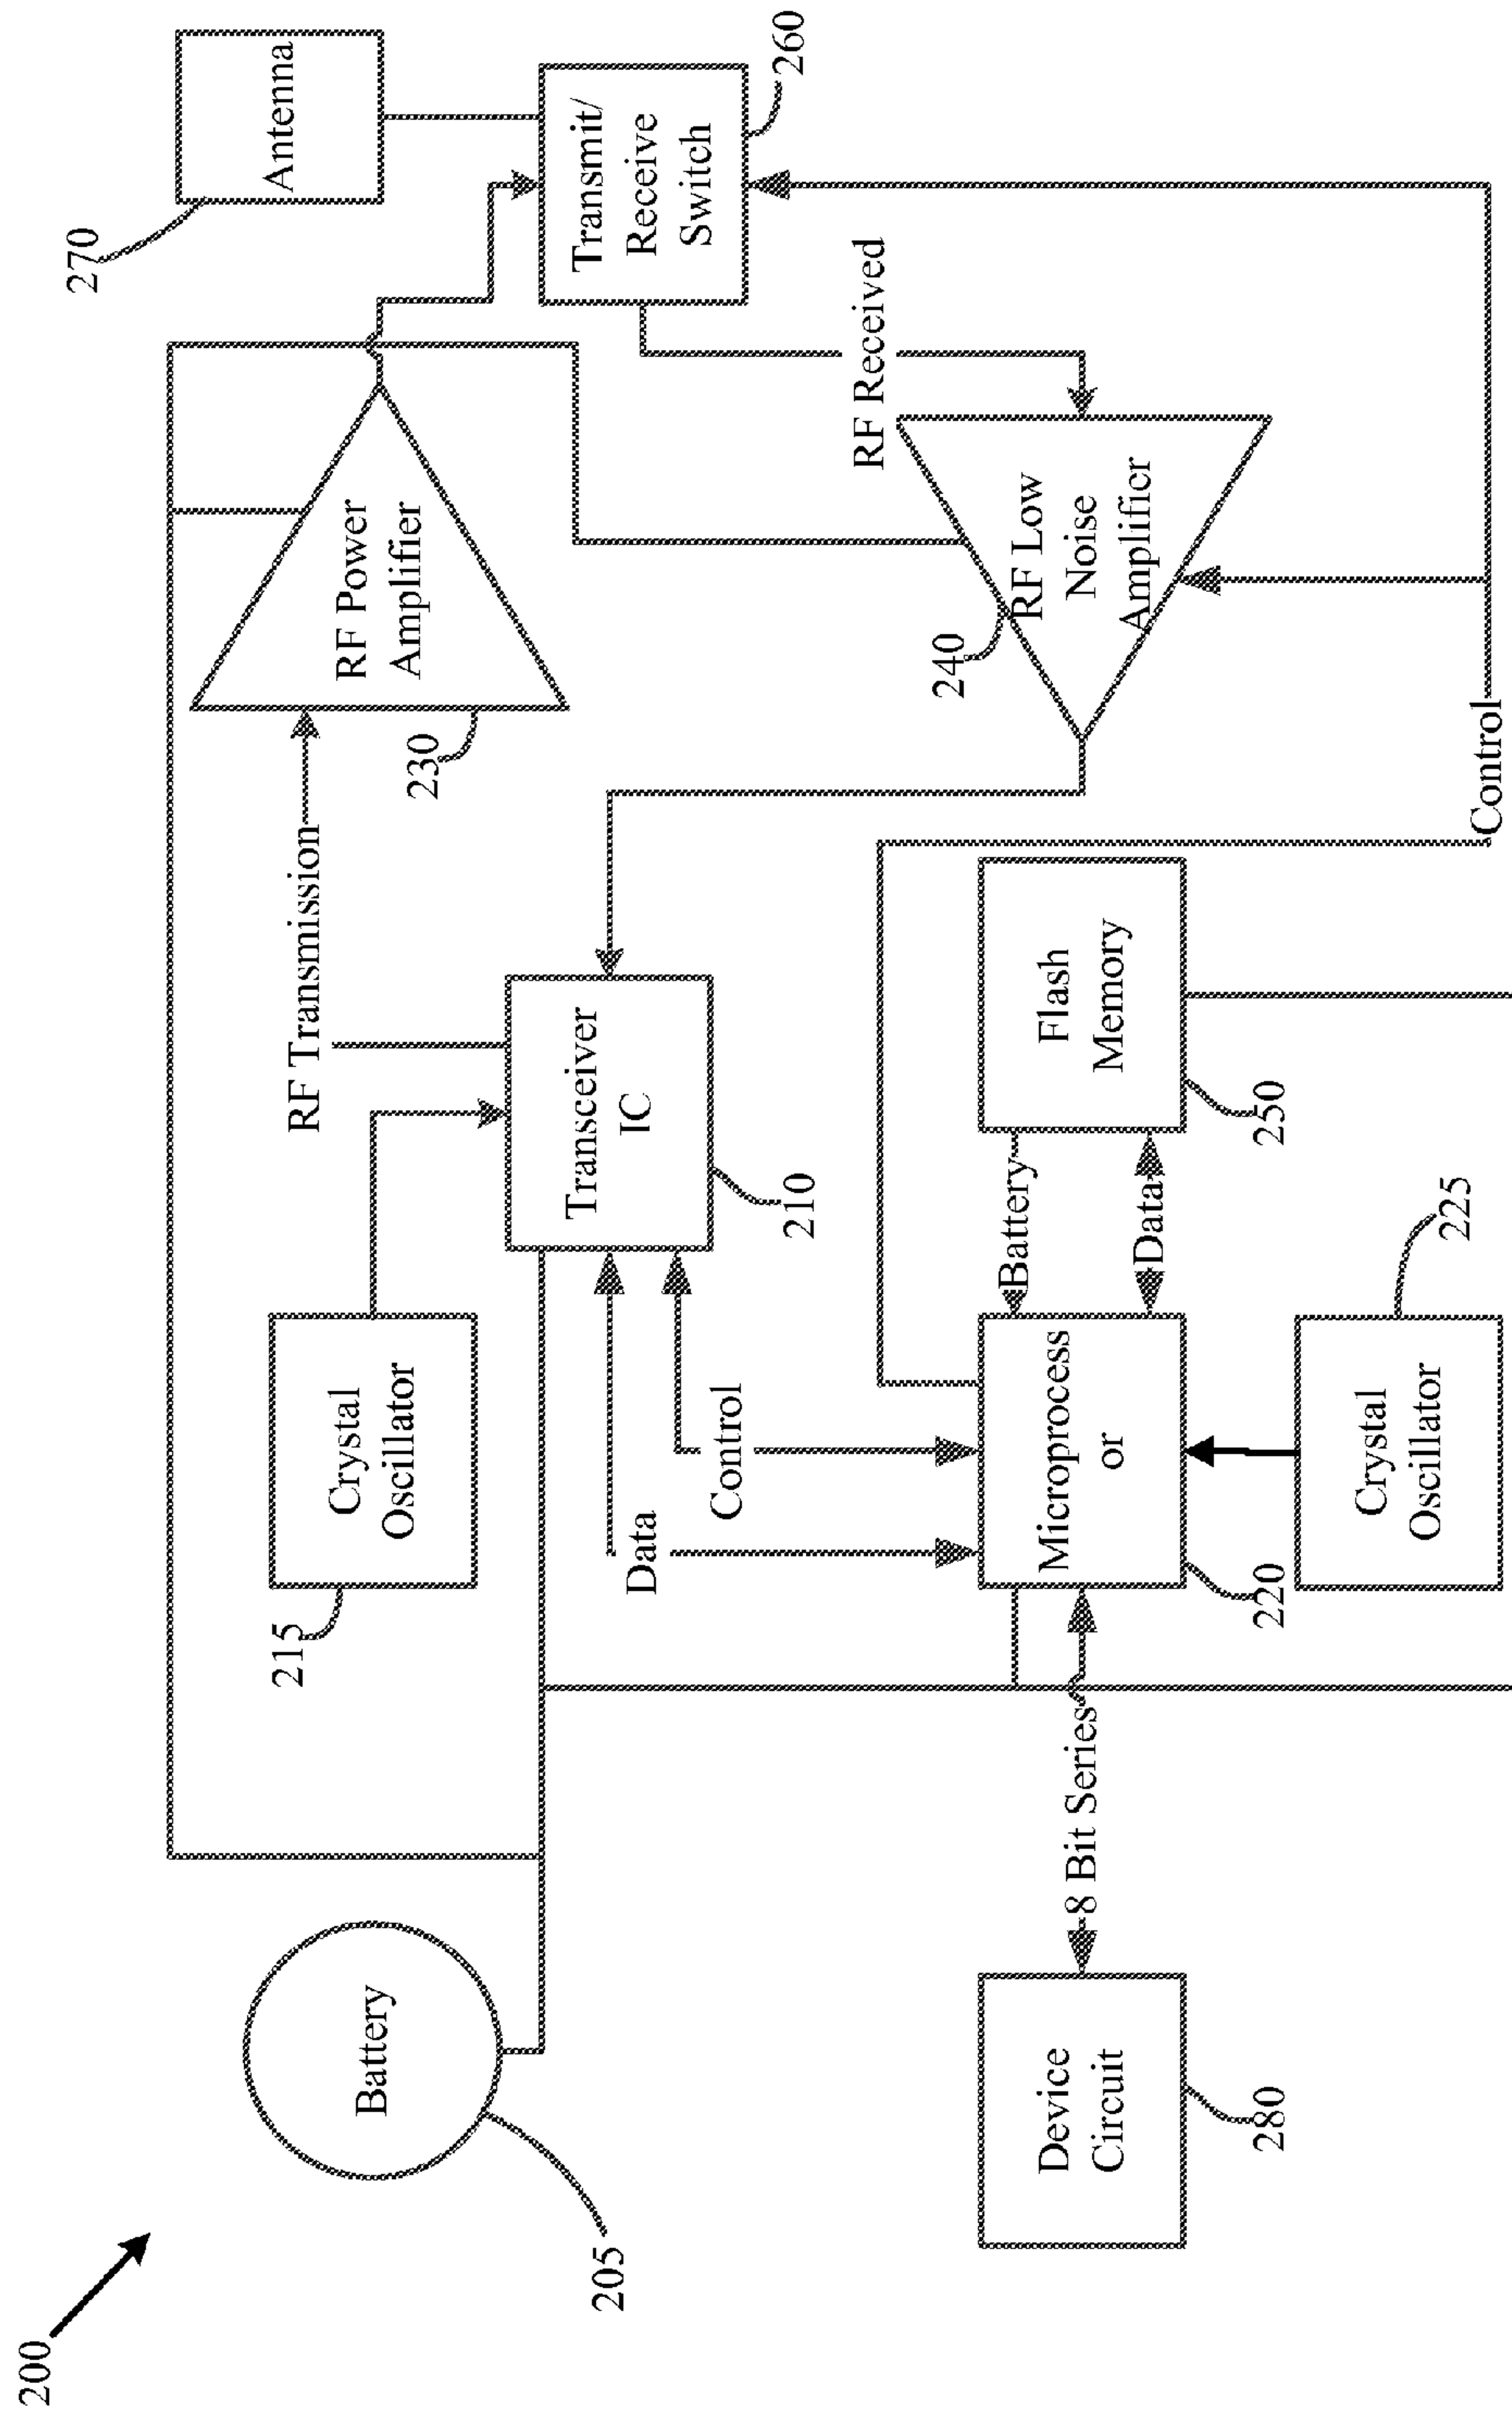 200
205
Battery
215
Crystal
Oscillator
RF Transmission
230
RF Power
Amplifier
270
Antenna
Transmit/
Receive
Switch
260
Transceiver
IC
210
Data
Control
RF Received
240
RF Low
Noise
Amplifier
Device
Circuit
280
8 Bit Series
Microprocess
or
220
Battery
Data
Flash
Memory
250
Crystal
Oscillator
225
Control